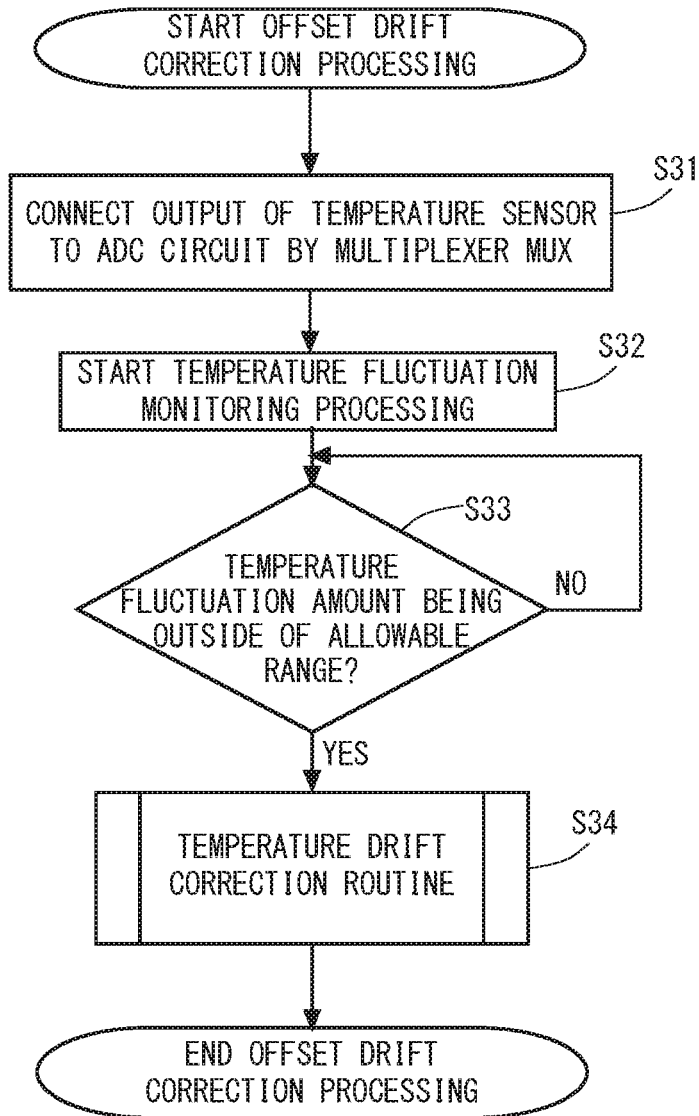 START OFFSET DRIFT
CORRECTION PROCESSING
S31
CONNECT OUTPUT OF TEMPERATURE SENSOR
TO ADC CIRCUIT BY MULTIPLEXER MUX
S32
START TEMPERATURE FLUCTUATION
MONITORING PROCESSING
S33
TEMPERATURE
FLUCTUATION AMOUNT BEING
OUTSIDE OF ALLOWABLE
RANGE?
NO
YES
S34
TEMPERATURE DRIFT
CORRECTION ROUTINE
END OFFSET DRIFT
CORRECTION PROCESSING